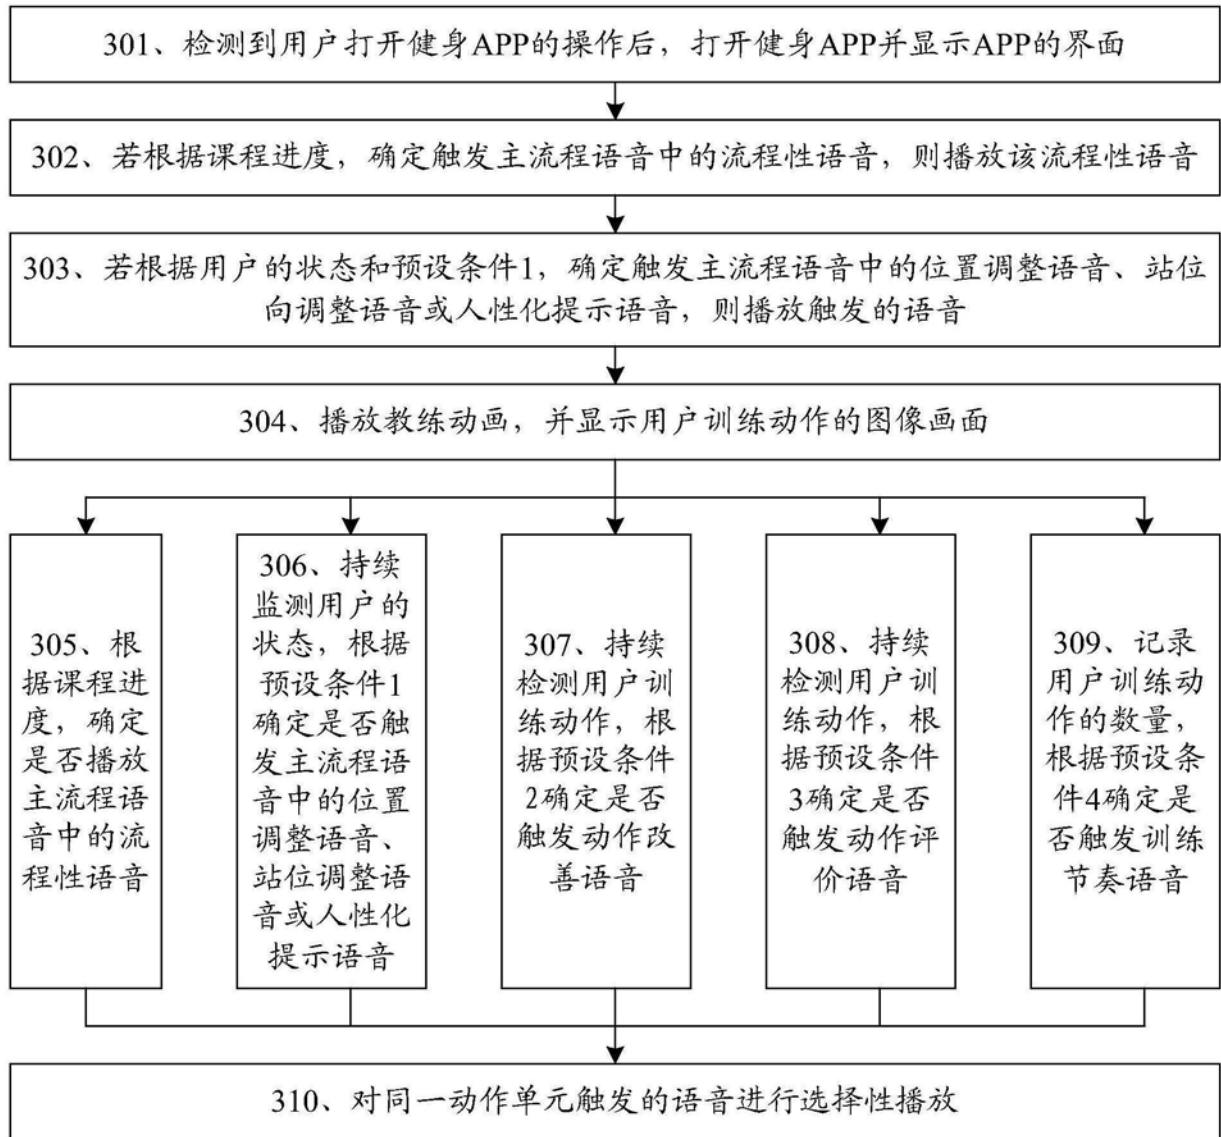 301、检测到用户打开健身APP的操作后，打开健身APP并显示APP的界面
302、若根据课程进度，确定触发主流程语音中的流程性语音，则播放该流程性语音
303、若根据用户的状态和预设条件1，确定触发主流程语音中的位置调整语音、站位
向调整语音或人性化提示语音，则播放触发的语音
304、播放教练动画，并显示用户训练动作的图像画面
305、根
据课程进
度，确定
是否播放
主流程语
音中的流
程性语音
306、持续
监测用户的
状态，根据
预设条件1
确定是否触
发主流程语
音中的位置
调整语音、
站位调整语
音或人性化
提示语音
307、持续
检测用户训
练动作，根
据预设条件
2确定是否
触发动作改
善语音
308、持续
检测用户训
练动作，根
据预设条件
3确定是否
触发动作评
价语音
309、记录
用户训练动
作的数量，
根据预设条
件4确定是
否触发训练
节奏语音
310、对同一动作单元触发的语音进行选择性播放